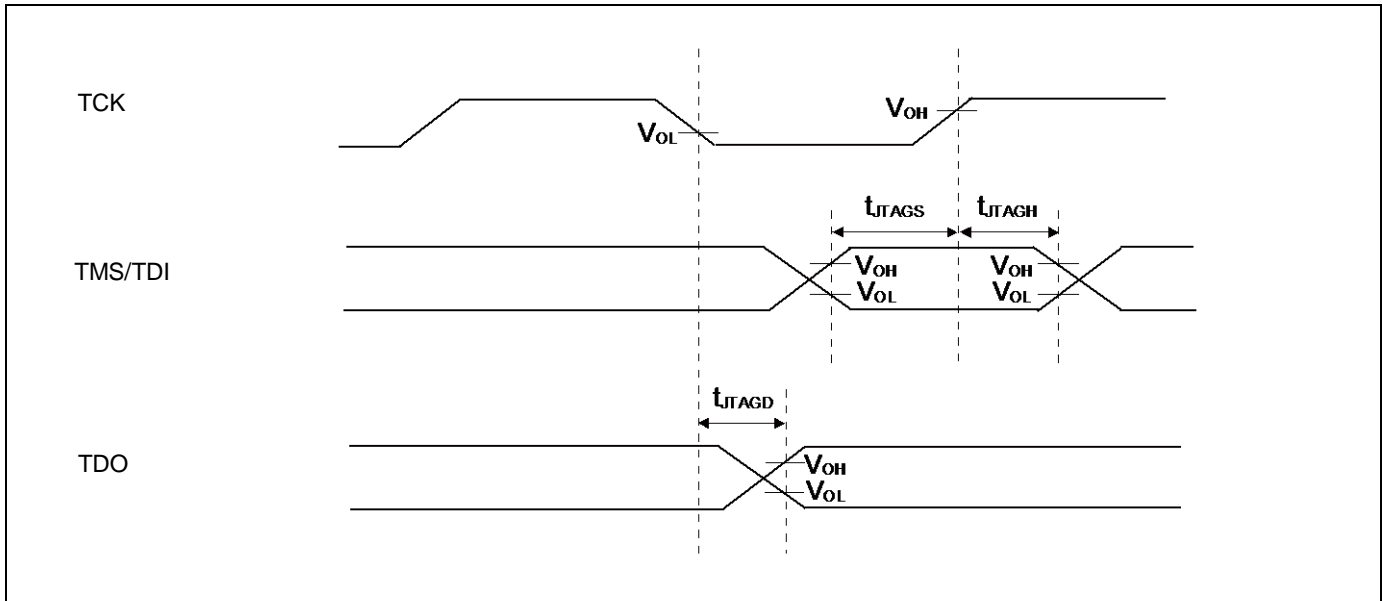 TCK
VOL
VOH
tJTAGS tJTAGH
TMS/TDI
VOH VOH
VOL VOL
tJTAGD
TDO
VOH
VOL